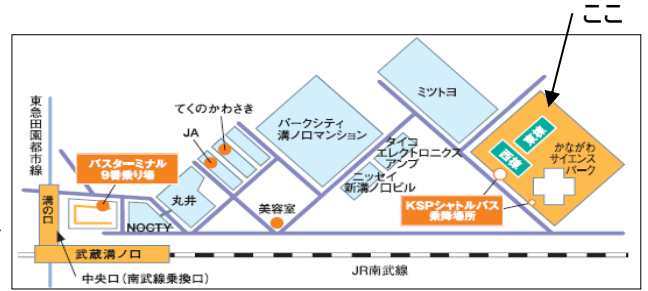 ここ
ミツトヨ
東急田園都市線
てくのかわさき
JA
パークシティ
溝ノ口マンション
東棟
西棟
かながわ
サイエンス
パーク
タイコ
エレクトロニクス
アンプ
ニッセイ
新溝ノ口ビル
バスターミナル
9番乗り場
丸井
美容室
KSPシャトルバス
乗降場所
溝の口
NOCTY
武蔵溝ノ口
JR南武線
中央口(南武線乗換口)